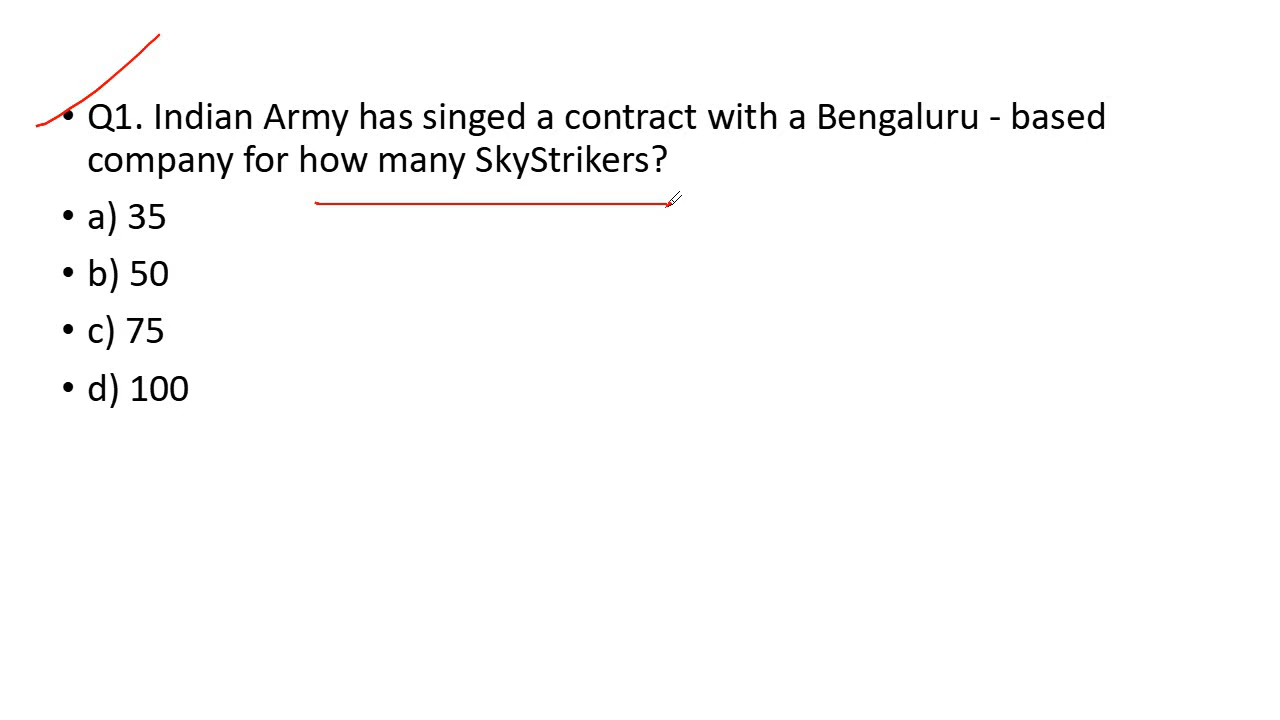 • Q1. Indian Army has singed a contract with a Bengaluru - based
company for how many SkyStrikers?
• a) 35
• b) 50
• c) 75
• d) 100